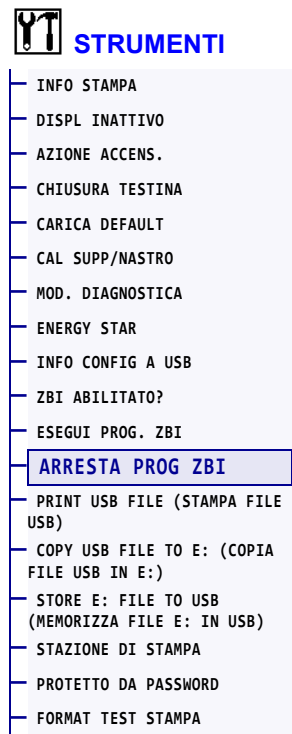 STRUMENTI
INFO STAMPA
DISPL INATTIVO
AZIONE ACCENS.
CHIUSURA TESTINA
CARICA DEFAULT
CAL SUPP/NASTRO
MOD. DIAGNOSTICA
ENERGY STAR
INFO CONFIG A USB
ZBI ABILITATO?
ESEGUI PROG. ZBI
ARRESTA PROG ZBI
PRINT USB FILE (STAMPA FILE
USB)
COPY USB FILE TO E: (COPIA
FILE USB IN E:)
STORE E: FILE TO USB
(MEMORIZZA FILE E: IN USB)
STAZIONE DI STAMPA
PROTETTO DA PASSWORD
FORMAT TEST STAMPA